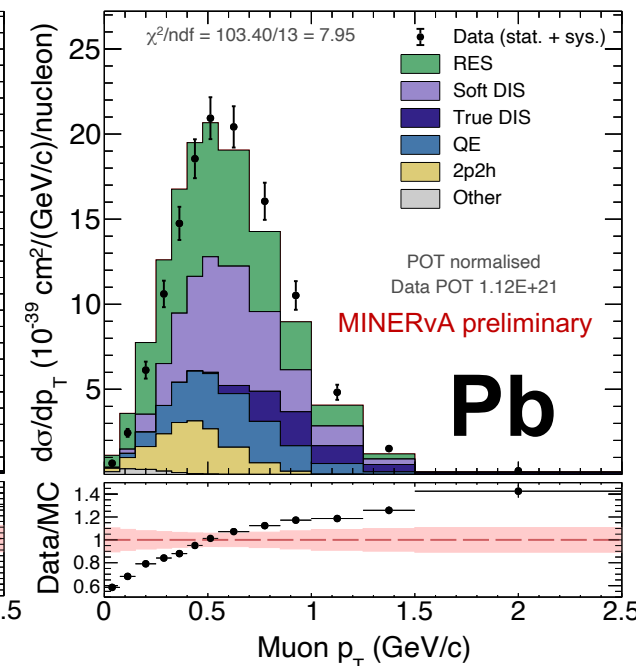 χ²/ndf = 103.40/13 = 7.95
Data (stat. + sys.)
RES
Soft DIS
True DIS
QE
2p2h
Other
POT normalised
Data POT 1.12E+21
MINERvA preliminary
Pb
dσ/dp_T (10⁻³⁹ cm²/(GeV/c)/nucleon)
25
20
15
10
5
Data/MC
1.4
1.2
1
0.8
0.6
.5
0 0.5 1 1.5 2 2.5
Muon p_T (GeV/c)